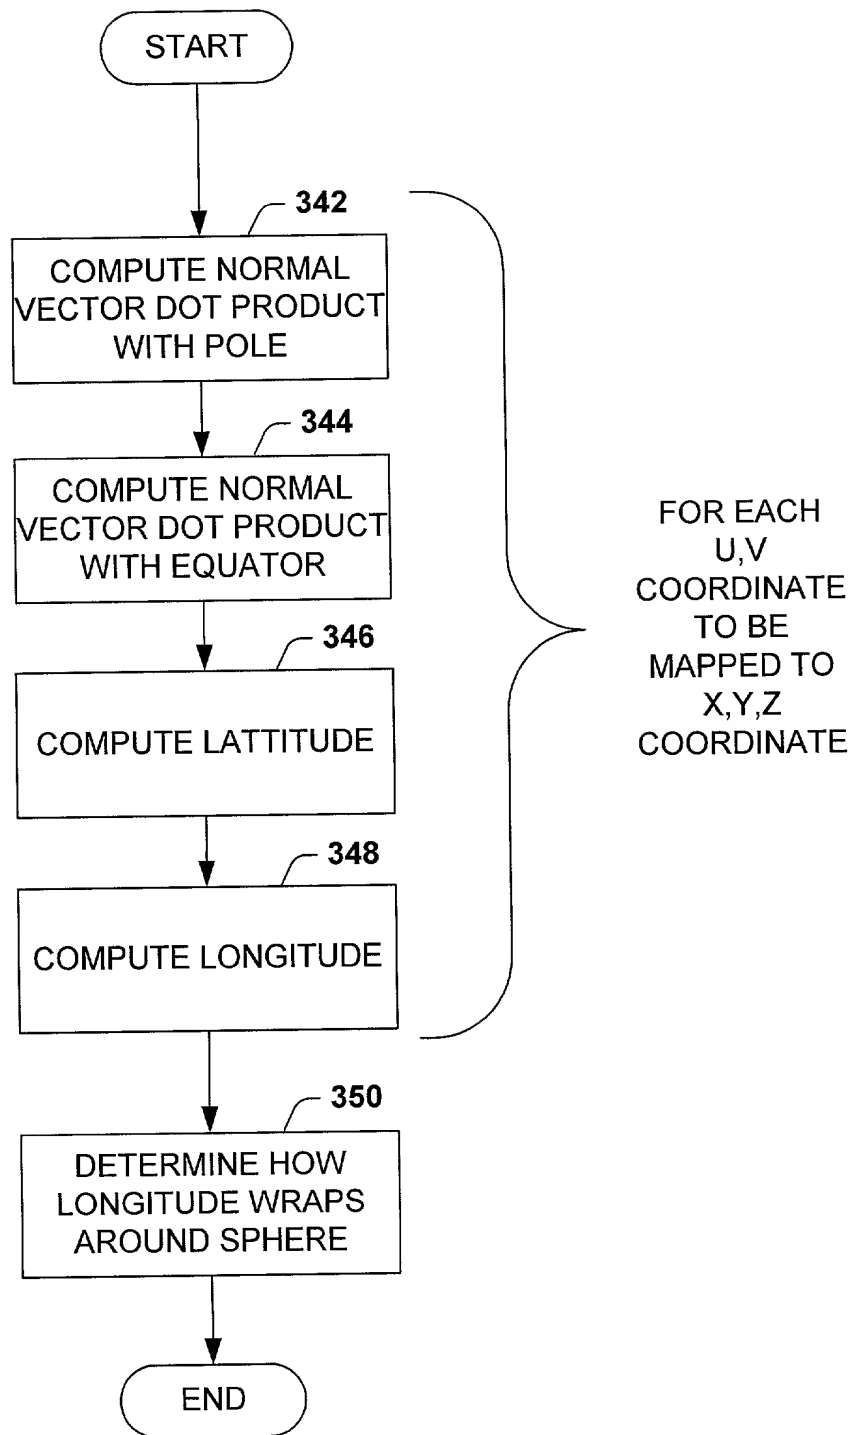 START
342
COMPUTE NORMAL
VECTOR DOT PRODUCT
WITH POLE
344
COMPUTE NORMAL
VECTOR DOT PRODUCT
WITH EQUATOR
346
COMPUTE LATTITUDE
348
COMPUTE LONGITUDE
350
DETERMINE HOW
LONGITUDE WRAPS
AROUND SPHERE
END
FOR EACH
U,V
COORDINATE
TO BE
MAPPED TO
X,Y,Z
COORDINATE